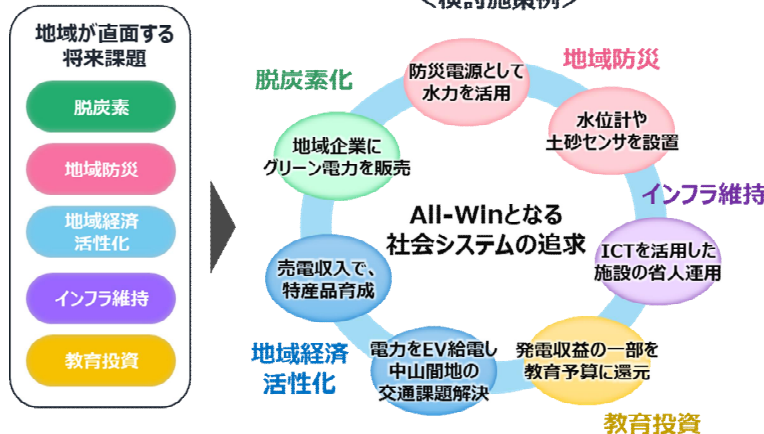 <検討施策例>
地域が直面する
将来課題
脱炭素
地域防災
地域経済
活性化
インフラ維持
教育投資
脱炭素化
防災電源として
水力を活用
地域防災
水位計や
土砂センサを設置
地域企業に
グリーン電力を販売
インフラ維持
All-Winとなる
社会システムの追求
ICTを活用した
施設の省人運用
売電収入で、
特産品育成
地域経済
活性化
電力をEV給電し
中山間地の
交通課題解決
発電収益の一部を
教育予算に還元
教育投資